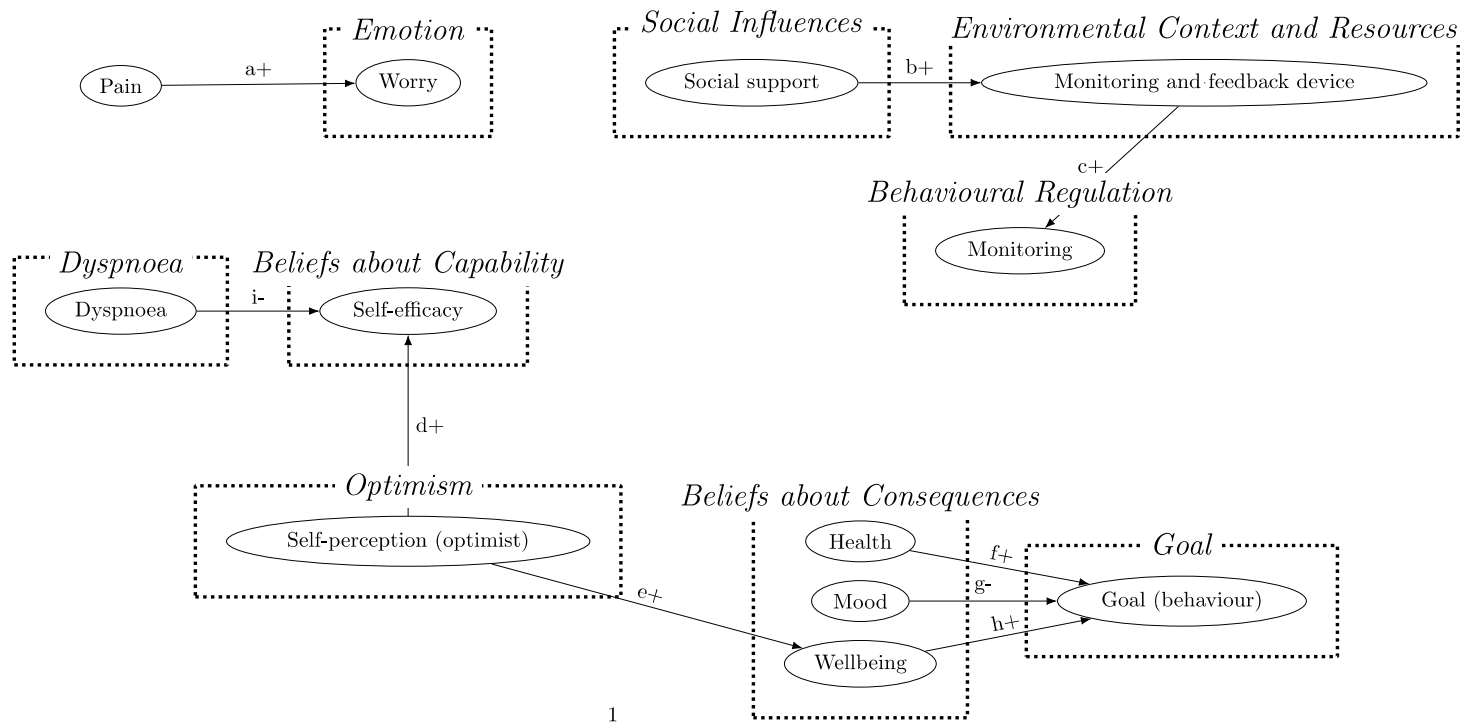 Emotion
Pain
a+
Worry
Social Influences
Social support
b+
Environmental Context and Resources
Monitoring and feedback device
c+
Behavioural Regulation
Monitoring
Dyspnoea
Dyspnoea
i-
Beliefs about Capability
Self-efficacy
d+
Optimism
Self-perception (optimist)
e+
Beliefs about Consequences
Health
Mood
Wellbeing
f+
g-
h+
Goal
Goal (behaviour)
1